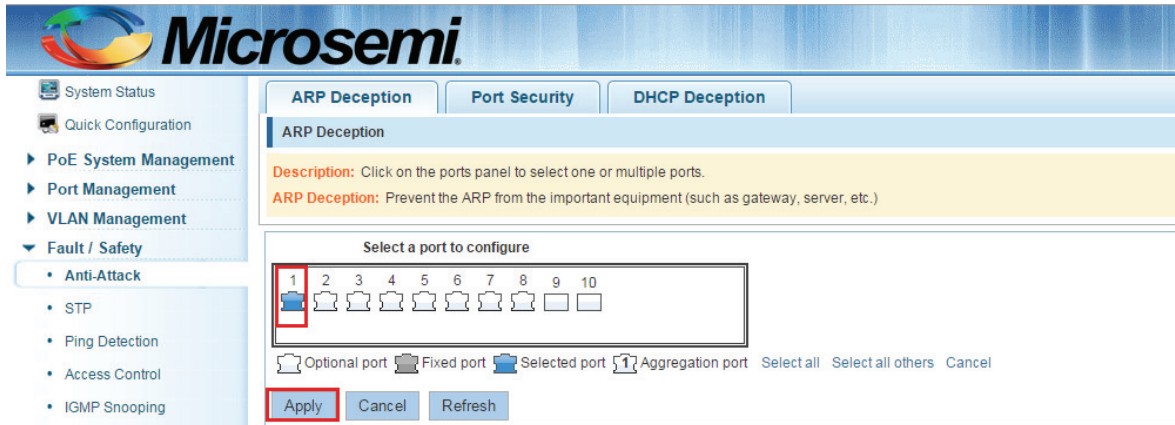 Microsemi.
System Status
Quick Configuration
PoE System Management
Port Management
VLAN Management
Fault / Safety
• Anti-Attack
• STP
• Ping Detection
• Access Control
• IGMP Snooping
ARP Deception Port Security DHCP Deception
ARP Deception
Description: Click on the ports panel to select one or multiple ports.
ARP Deception: Prevent the ARP from the important equipment (such as gateway, server, etc.)
Select a port to configure
1 2 3 4 5 6 7 8 9 10
Optional port Fixed port Selected port 1 Aggregation port Select all Select all others Cancel
Apply Cancel Refresh